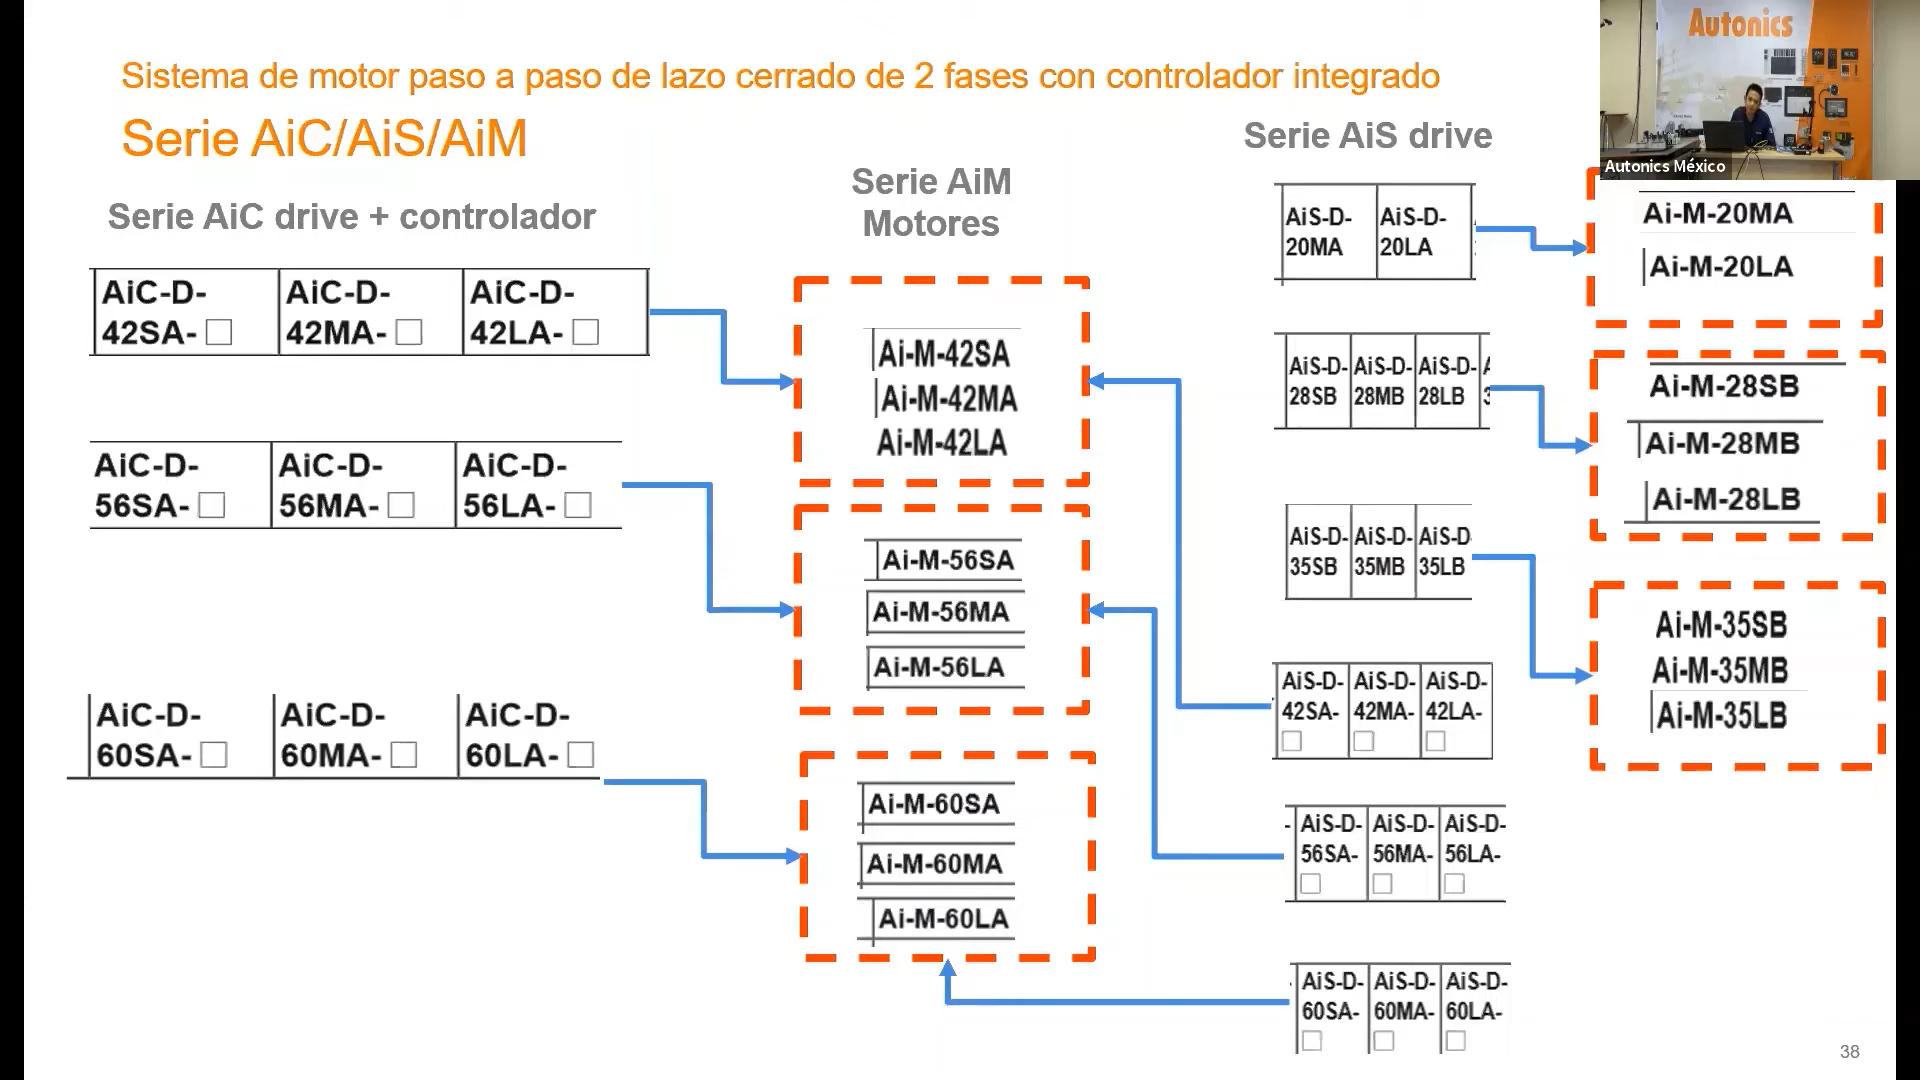 Sistema de motor paso a paso de lazo cerrado de 2 fases con controlador integrado
Serie AiC/AiS/AiM
Serie AiC drive + controlador
AiC-D-
42SA-□
AiC-D-
42MA-□
AiC-D-
42LA-□
AiC-D-
56SA-□
AiC-D-
56MA-□
AiC-D-
56LA-□
AiC-D-
60SA-□
AiC-D-
60MA-□
AiC-D-
60LA-□
Serie AiM
Motores
Ai-M-42SA
Ai-M-42MA
Ai-M-42LA
Ai-M-56SA
Ai-M-56MA
Ai-M-56LA
Ai-M-60SA
Ai-M-60MA
Ai-M-60LA
Serie AiS drive
AiS-D-
20MA
AiS-D-
20LA
AiS-D-
28SB
AiS-D-
28MB
AiS-D-
28LB
AiS-D-
35SB
AiS-D-
35MB
AiS-D
35LB
AiS-D-
42SA-
□
AiS-D-
42MA-
□
AiS-D-
42LA-
□
AiS-D-
56SA-
□
AiS-D-
56MA-
□
AiS-D-
56LA-
□
AiS-D-
60SA-
□
AiS-D-
60MA-
□
AiS-D-
60LA-
□
Autonics
Autonics México
Ai-M-20MA
Ai-M-20LA
Ai-M-28SB
Ai-M-28MB
Ai-M-28LB
Ai-M-35SB
Ai-M-35MB
Ai-M-35LB
38